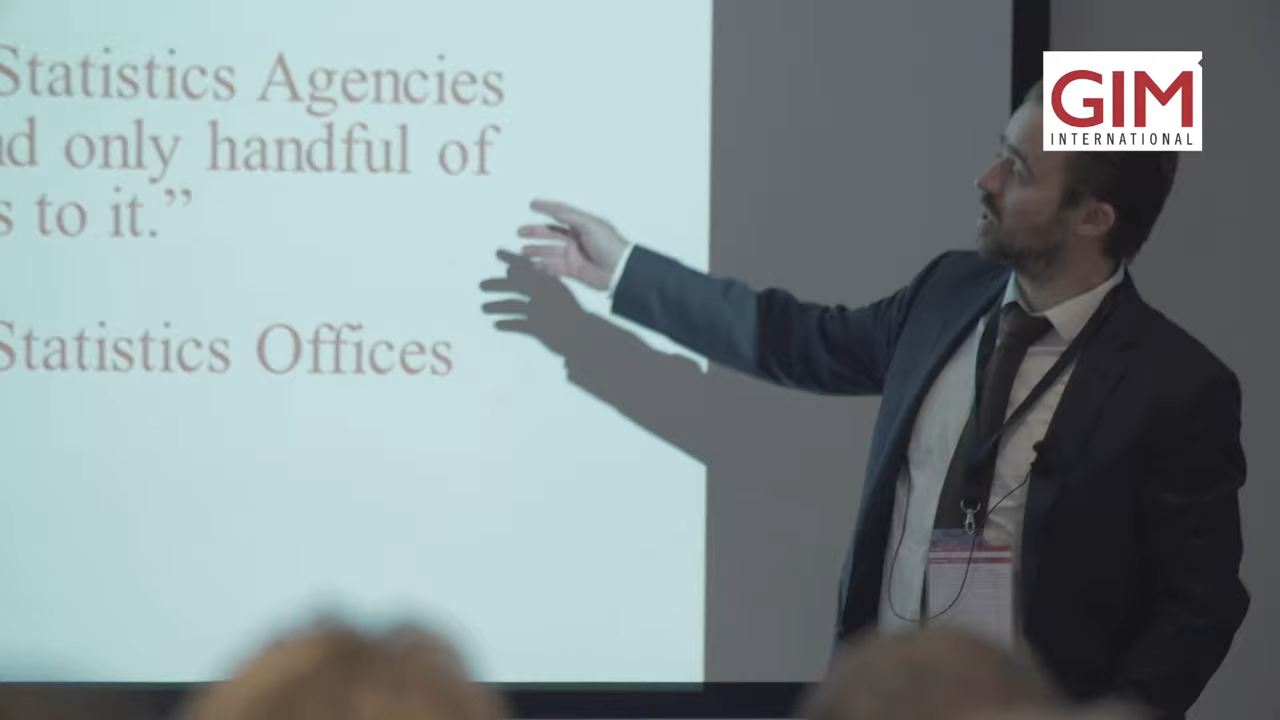 Statistics Agencies
only handful of
to it.”
Statistics Offices
GIM
INTERNATIONAL